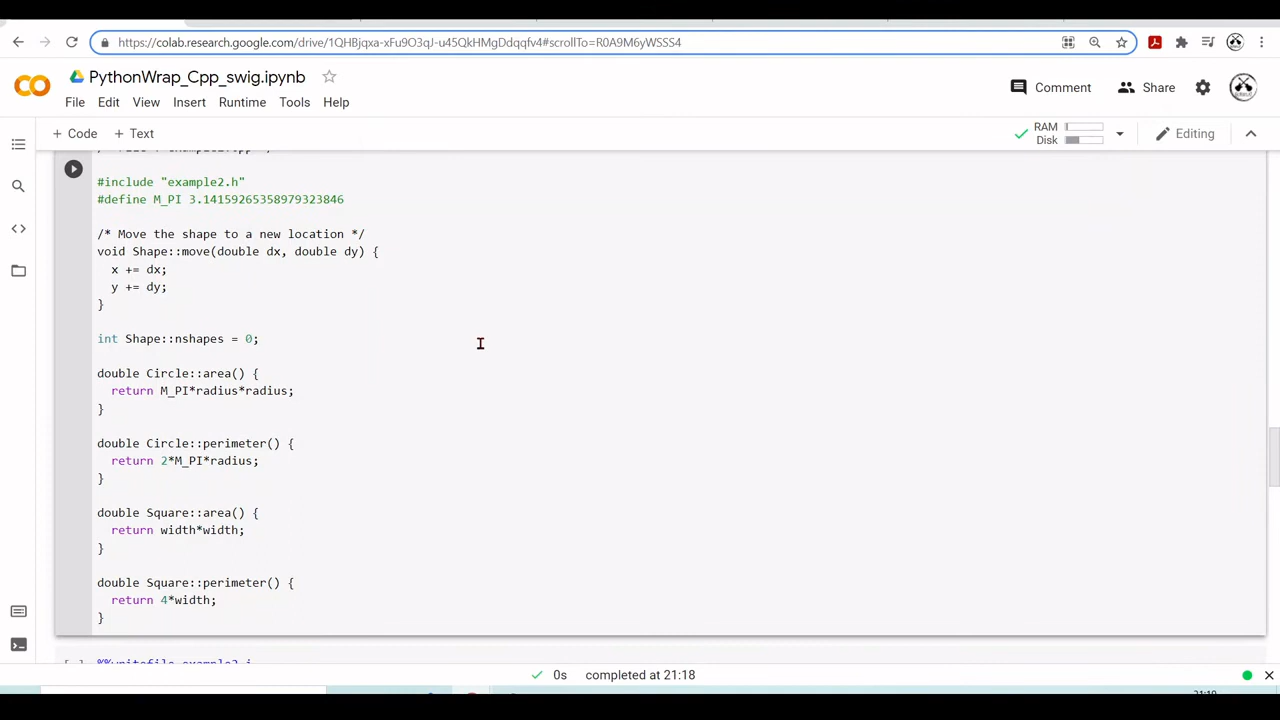 https://colab.research.google.com/drive/1QHBjqxa-xFu9O3qJ-u45QkHMgDdqqfv4#scrollTo=R0A9M6yWSSS4
PythonWrap_Cpp_swig.ipynb
Comment
Share
File Edit View Insert Runtime Tools Help
+ Code + Text
RAM
Disk
Editing
#include "example2.h"
#define M_PI 3.14159265358979323846
/* Move the shape to a new location */
void Shape::move(double dx, double dy) {
x += dx;
y += dy;
}
int Shape::nshapes = 0;
double Circle::area() {
return M_PI*radius*radius;
}
double Circle::perimeter() {
return 2*M_PI*radius;
}
double Square::area() {
return width*width;
}
double Square::perimeter() {
return 4*width;
}
[ ] %%writefile example2.i
0s completed at 21:18